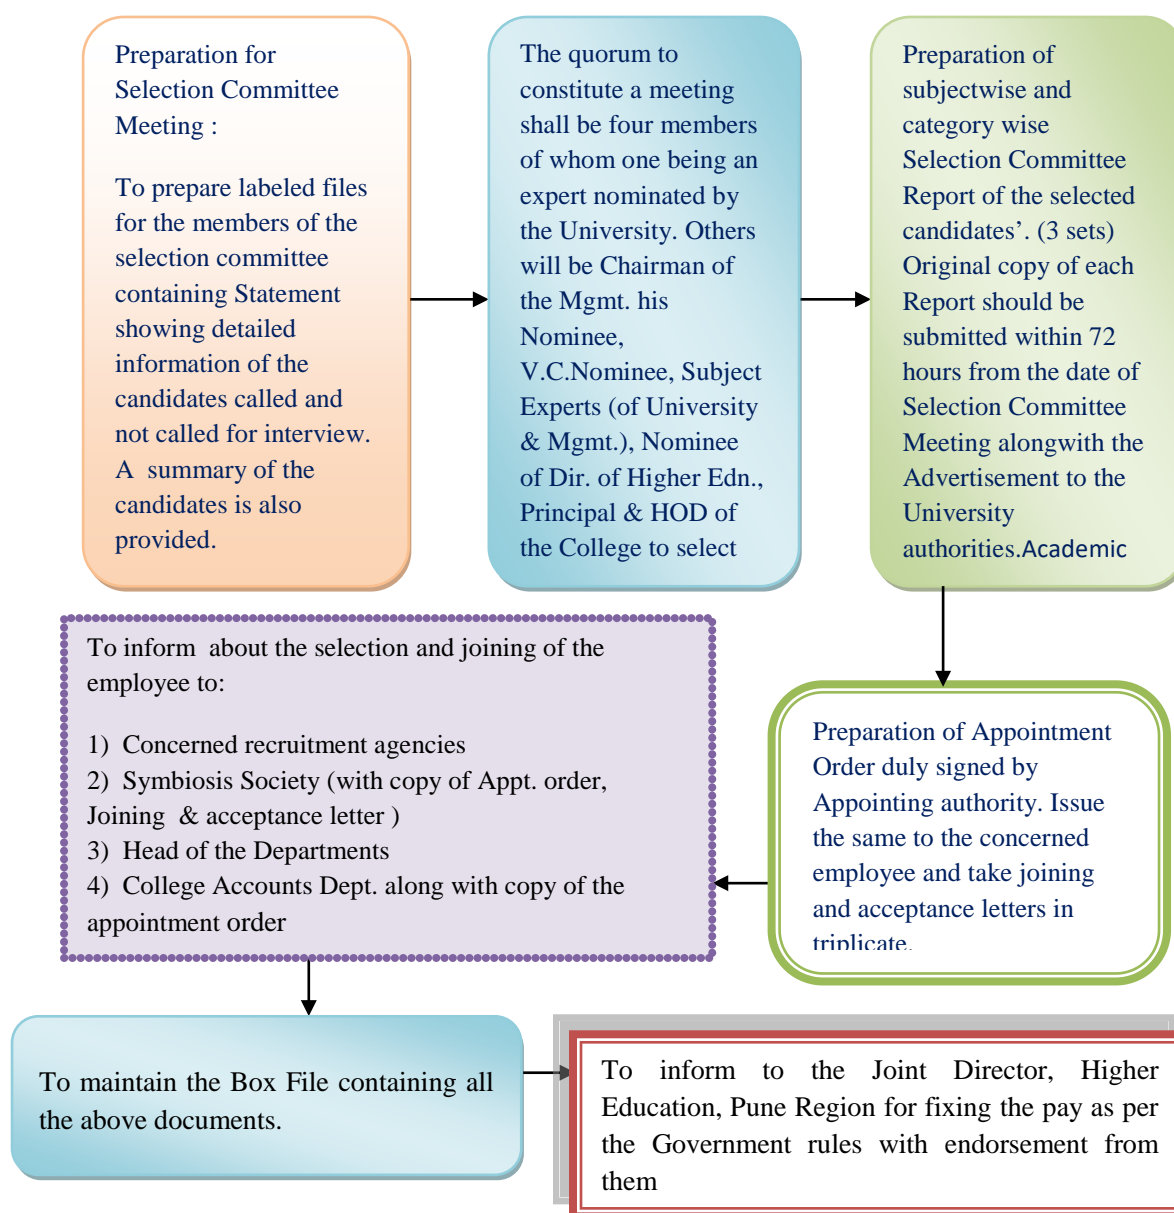 Preparation for
Selection Committee
Meeting :
To prepare labeled files
for the members of the
selection committee
containing Statement
showing detailed
information of the
candidates called and
not called for interview.
A summary of the
candidates is also
provided.
The quorum to
constitute a meeting
shall be four members
of whom one being an
expert nominated by
the University. Others
will be Chairman of
the Mgmt. his
Nominee,
V.C.Nominee, Subject
Experts (of University
& Mgmt.), Nominee
of Dir. of Higher Edn.,
Principal & HOD of
the College to select
Preparation of
subjectwise and
category wise
Selection Committee
Report of the selected
candidates’. (3 sets)
Original copy of each
Report should be
submitted within 72
hours from the date of
Selection Committee
Meeting alongwith the
Advertisement to the
University
authorities.Academic
Preparation of Appointment
Order duly signed by
Appointing authority. Issue
the same to the concerned
employee and take joining
and acceptance letters in
triplicate.
To inform about the selection and joining of the
employee to:
1) Concerned recruitment agencies
2) Symbiosis Society (with copy of Appt. order,
Joining & acceptance letter )
3) Head of the Departments
4) College Accounts Dept. along with copy of the
appointment order
To maintain the Box File containing all
the above documents.
To inform to the Joint Director, Higher
Education, Pune Region for fixing the pay as per
the Government rules with endorsement from
them